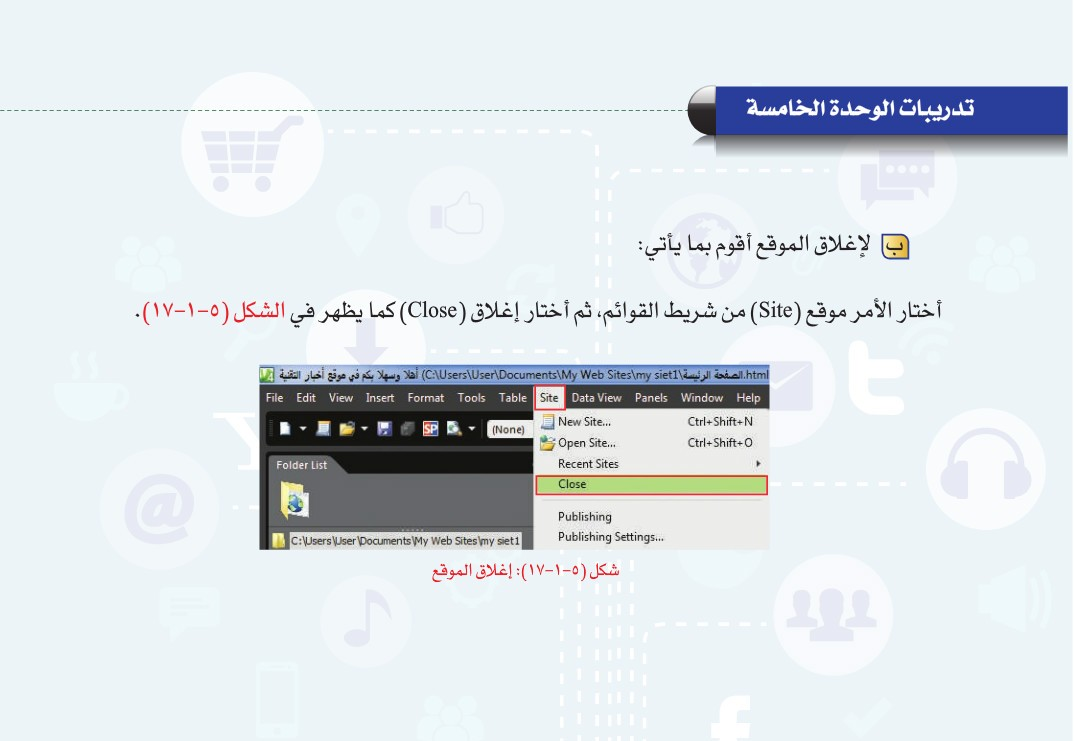 تدريبات الوحدة الخامسة
ب لإغلاق الموقع أقوم بما يأتي:
أختار الأمر موقع (Site) من شريط القوائم، ثم أختار إغلاق (Close) كما يظهر في الشكل (٥-١-١٧).
أهلا وسهلا بكم في موقع أخبار التقنية (C:\Users\User\Documents\My Web Sites\my siet1\الصفحة الرئيسة.html
File Edit View Insert Format Tools Table Site Data View Panels Window Help
(None)
New Site... Ctrl+Shift+N
Open Site... Ctrl+Shift+O
Recent Sites
Close
Publishing
Publishing Settings...
Folder List
C:\Users\User\Documents\My Web Sites\my siet1
شكل (٥-١-١٧): إغلاق الموقع